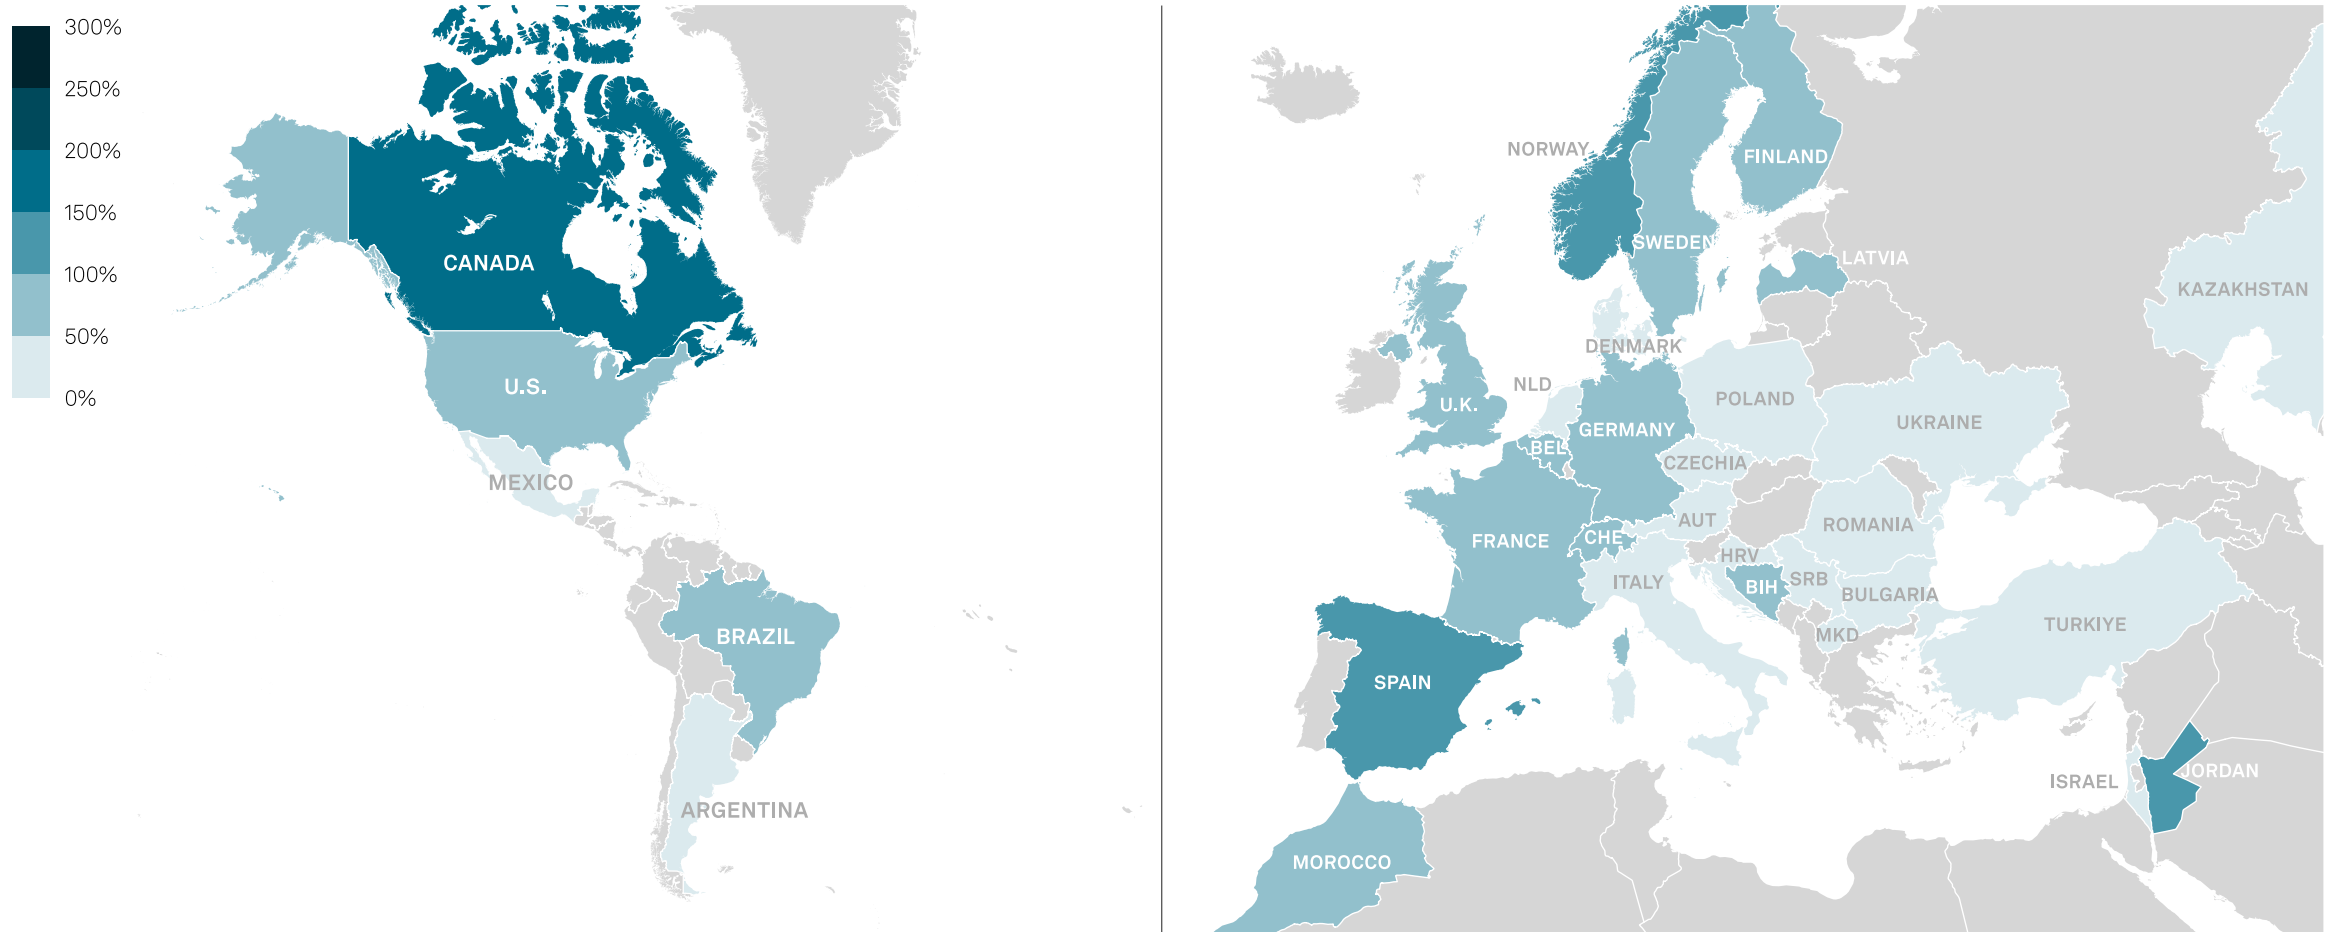 300%
250%
200%
150%
100%
50%
0%
CANADA
U.S.
MEXICO
BRAZIL
ARGENTINA
NORWAY
FINLAND
SWEDEN
LATVIA
KAZAKHSTAN
DENMARK
NLD
POLAND
U.K.
UKRAINE
GERMANY
BEL
CZECHIA
AUT
ROMANIA
FRANCE
CHE
HRV
ITALY
SRB
BIH
BULGARIA
TURKIYE
MKD
SPAIN
JORDAN
ISRAEL
MOROCCO